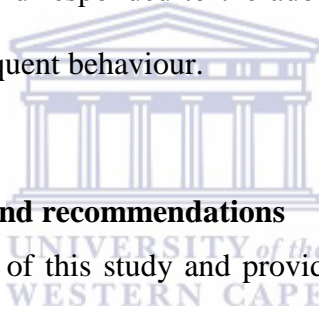 quent behaviour.
nd recommendations
UNIVERSITY of the
of this study and provid
WESTERN CAPE